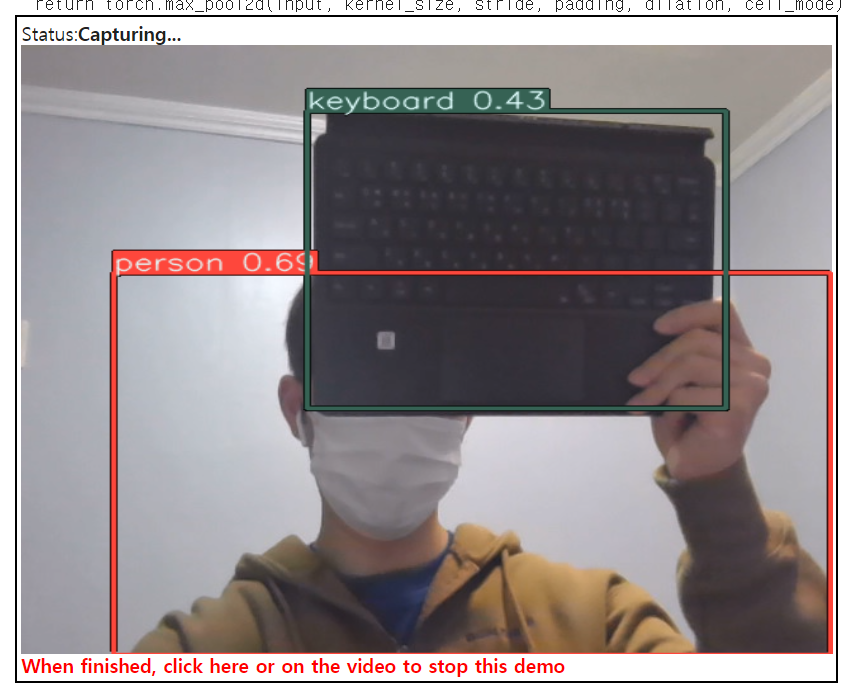 return torch.max_pool2d(input, kernel_size, stride, padding, dilation, ceil_mode)
Status:Capturing...
keyboard 0.43
person 0.69
When finished, click here or on the video to stop this demo